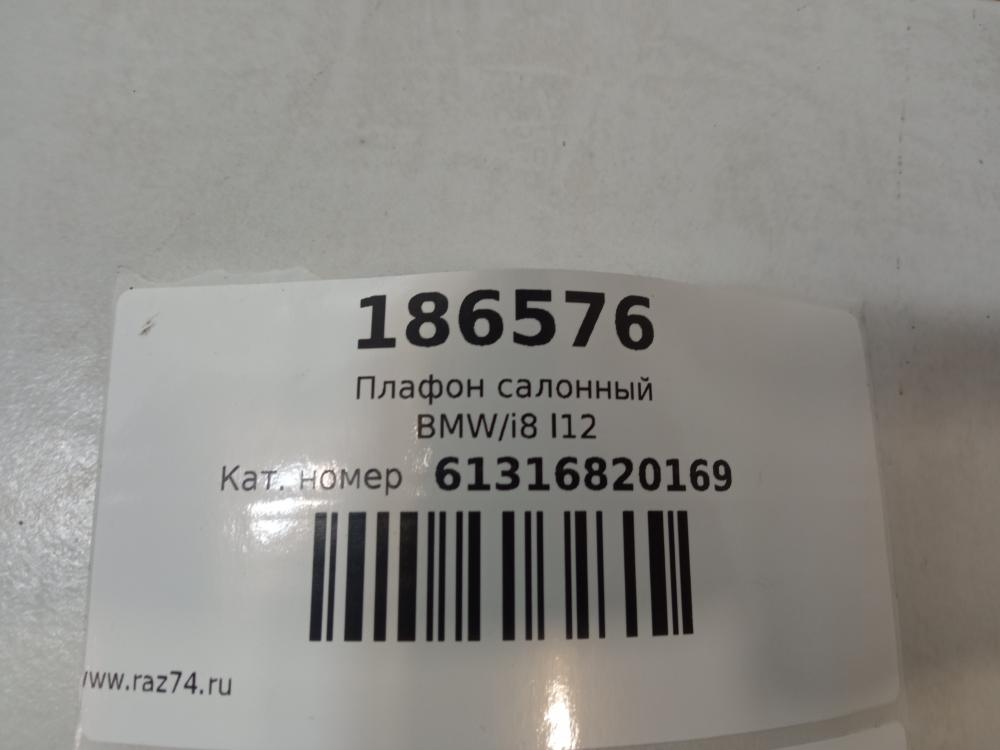 186576
Плафон салонный
BMW/i8 I12
Кат. номер 61316820169
www.raz74.ru